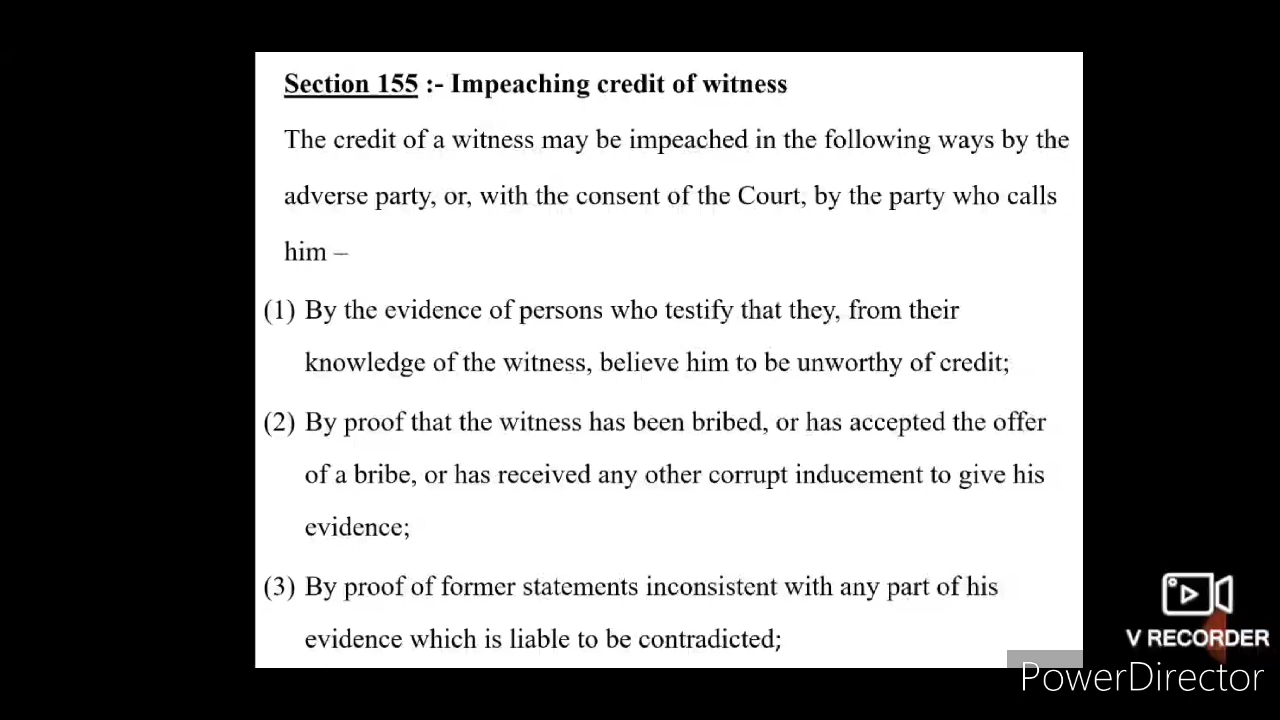 Section 155 :- Impeaching credit of witness
The credit of a witness may be impeached in the following ways by the
adverse party, or, with the consent of the Court, by the party who calls
him –
(1) By the evidence of persons who testify that they, from their
knowledge of the witness, believe him to be unworthy of credit;
(2) By proof that the witness has been bribed, or has accepted the offer
of a bribe, or has received any other corrupt inducement to give his
evidence;
(3) By proof of former statements inconsistent with any part of his
evidence which is liable to be contradicted;
V RECORDER
PowerDirector